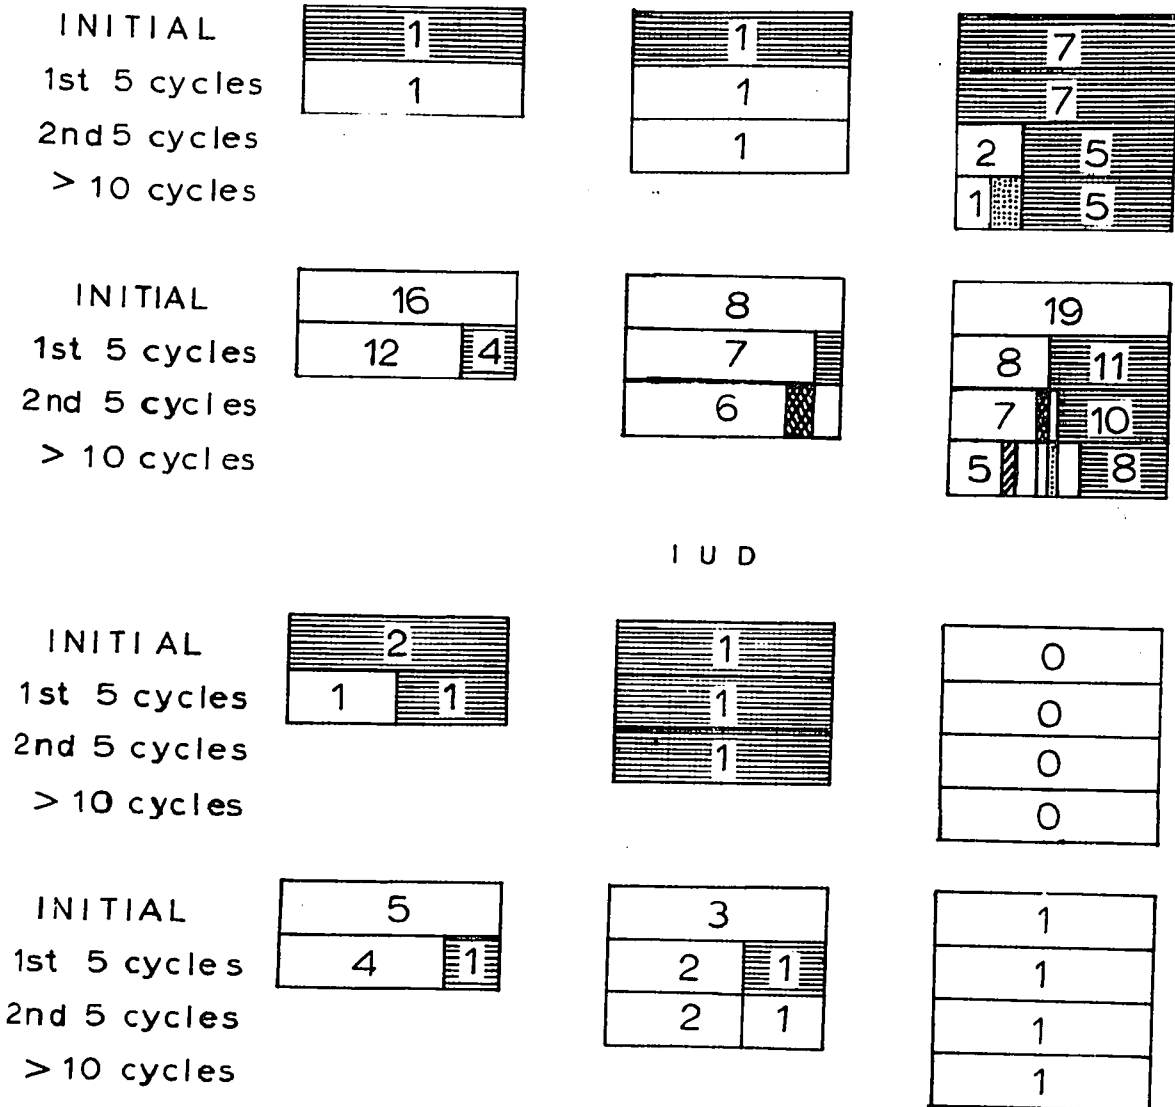 INITIAL 1 1 7
1st 5 cycles 1 1 7
2nd 5 cycles 1 2 5
> 10 cycles 1 5
INITIAL 16 8 19
1st 5 cycles 12 4 7 8 11
2nd 5 cycles 6 7 10
> 10 cycles 5 8
IUD
INITIAL 2 1 0
1st 5 cycles 1 1 1 0
2nd 5 cycles 1 0
> 10 cycles 0
INITIAL 5 3 1
1st 5 cycles 4 1 2 1 1
2nd 5 cycles 2 1 1
> 10 cycles 1